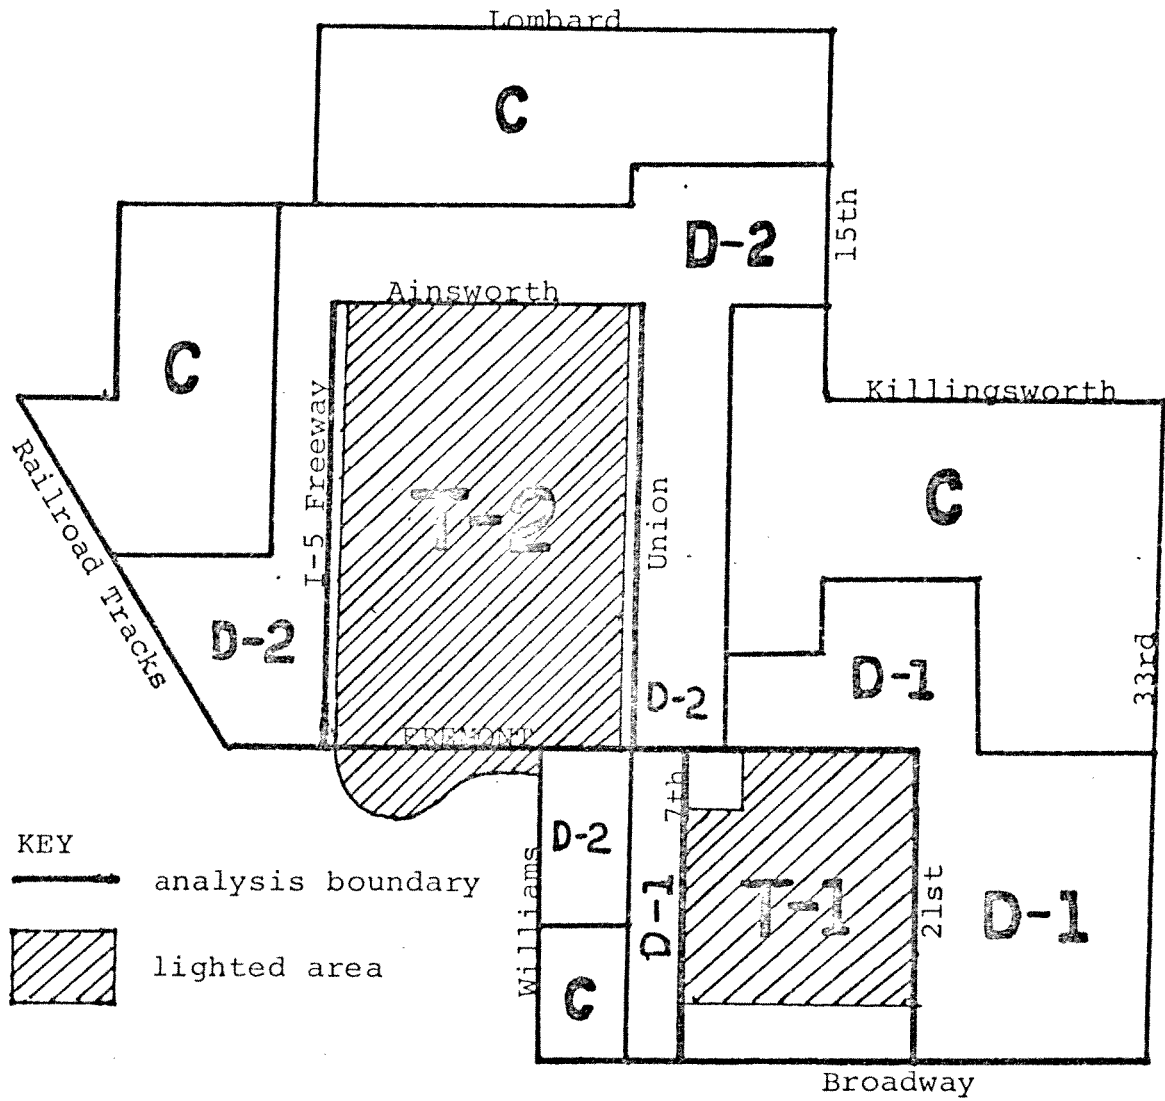 Lombard
C
D-2
15th
Ainsworth
C
Killingsworth
I-5 Freeway
T-2
Union
C
Railroad Tracks
D-2
D-2
D-1
33rd
FREMONT
7th
KEY
D-2
analysis boundary
Williams
D-1
T-1
21st
D-1
lighted area
C
Broadway